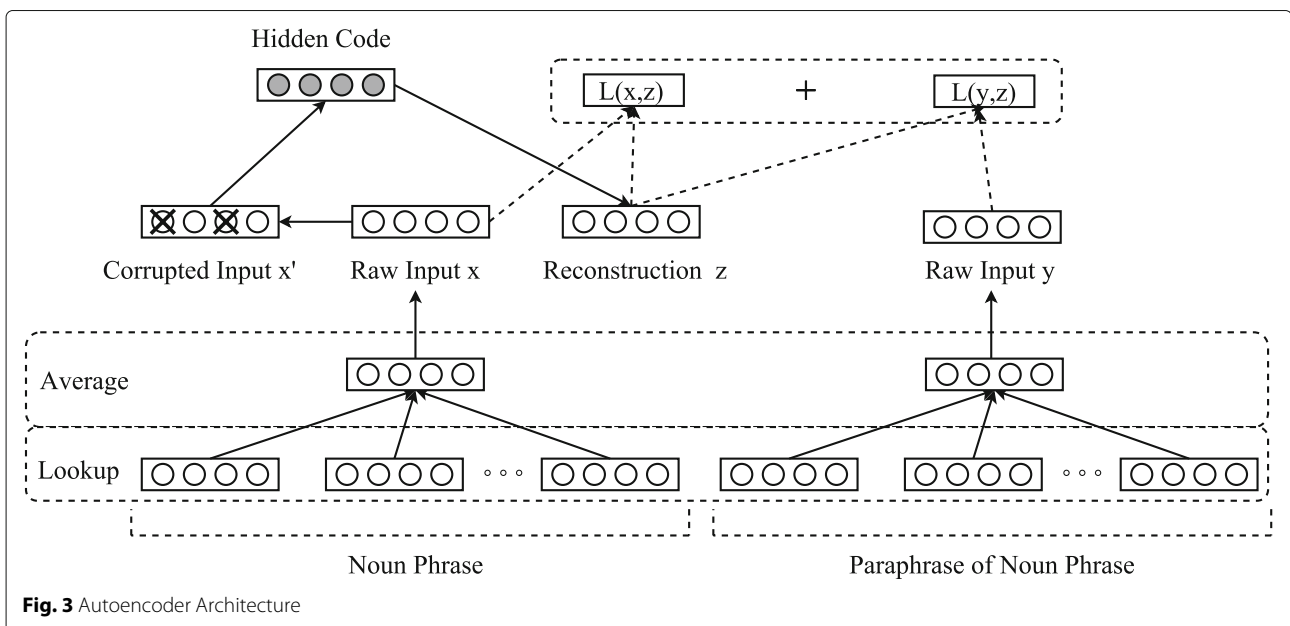 Hidden Code
L(x,z) + L(y,z)
Corrupted Input x' Raw Input x Reconstruction z Raw Input y
Average
Lookup
Noun Phrase Paraphrase of Noun Phrase
Fig. 3 Autoencoder Architecture